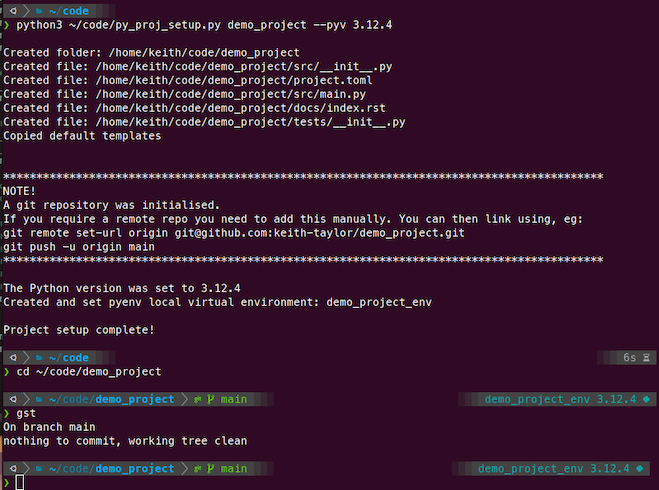 ~/code
❯ python3 ~/code/py_proj_setup.py demo_project --pyv 3.12.4
Created folder: /home/keith/code/demo_project
Created file: /home/keith/code/demo_project/src/__init__.py
Created file: /home/keith/code/demo_project/project.toml
Created file: /home/keith/code/demo_project/src/main.py
Created file: /home/keith/code/demo_project/docs/index.rst
Created file: /home/keith/code/demo_project/tests/__init__.py
Copied default templates
******************************************************************************************
NOTE!
A git repository was initialised.
If you require a remote repo you need to add this manually. You can then link using, eg:
git remote set-url origin git@github.com:keith-taylor/demo_project.git
git push -u origin main
******************************************************************************************
The Python version was set to 3.12.4
Created and set pyenv local virtual environment: demo_project_env
Project setup complete!
~/code 6s
❯ cd ~/code/demo_project
~/code/demo_project main demo_project_env 3.12.4
❯ gst
On branch main
nothing to commit, working tree clean
~/code/demo_project main demo_project_env 3.12.4
❯